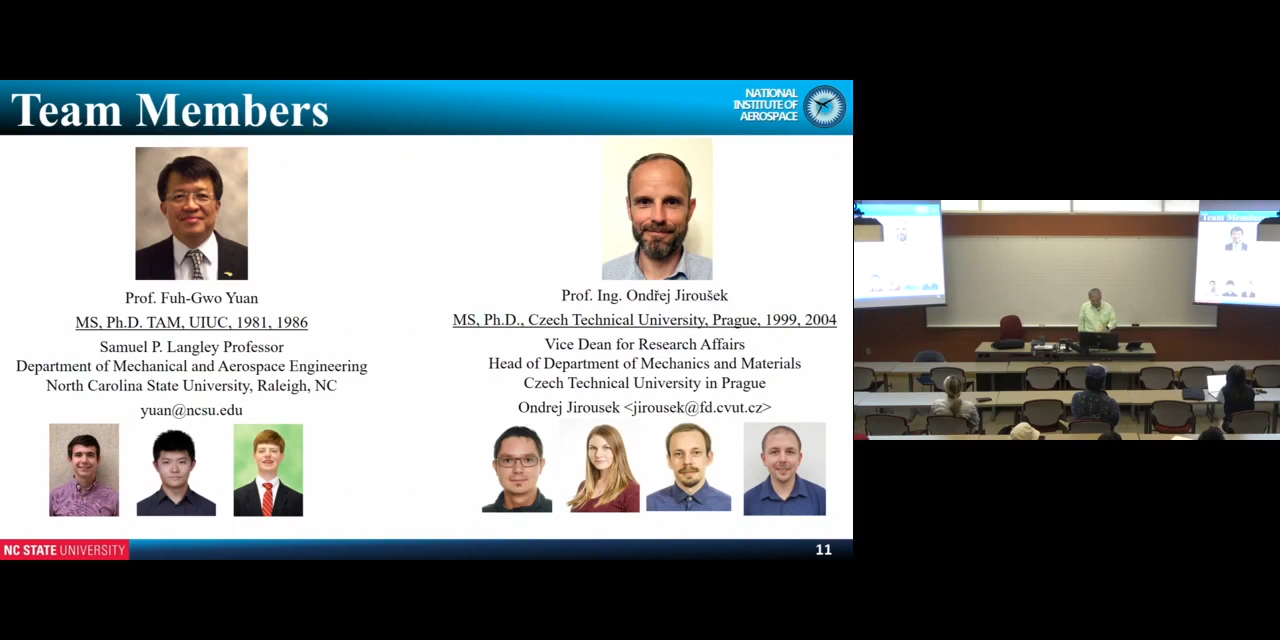 Team Members
NATIONAL
INSTITUTE OF
AEROSPACE
Prof. Fuh-Gwo Yuan
MS, Ph.D. TAM, UIUC, 1981, 1986
Samuel P. Langley Professor
Department of Mechanical and Aerospace Engineering
North Carolina State University, Raleigh, NC
yuan@ncsu.edu
Prof. Ing. Ondřej Jiroušek
MS, Ph.D., Czech Technical University, Prague, 1999, 2004
Vice Dean for Research Affairs
Head of Department of Mechanics and Materials
Czech Technical University in Prague
Ondrej Jirousek <jirousek@fd.cvut.cz>
NC STATE UNIVERSITY
11
Team Members